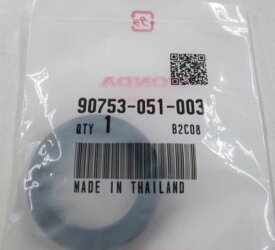 HONDA
90753-051-003
QTY 1 B2C08
MADE IN THAILAND